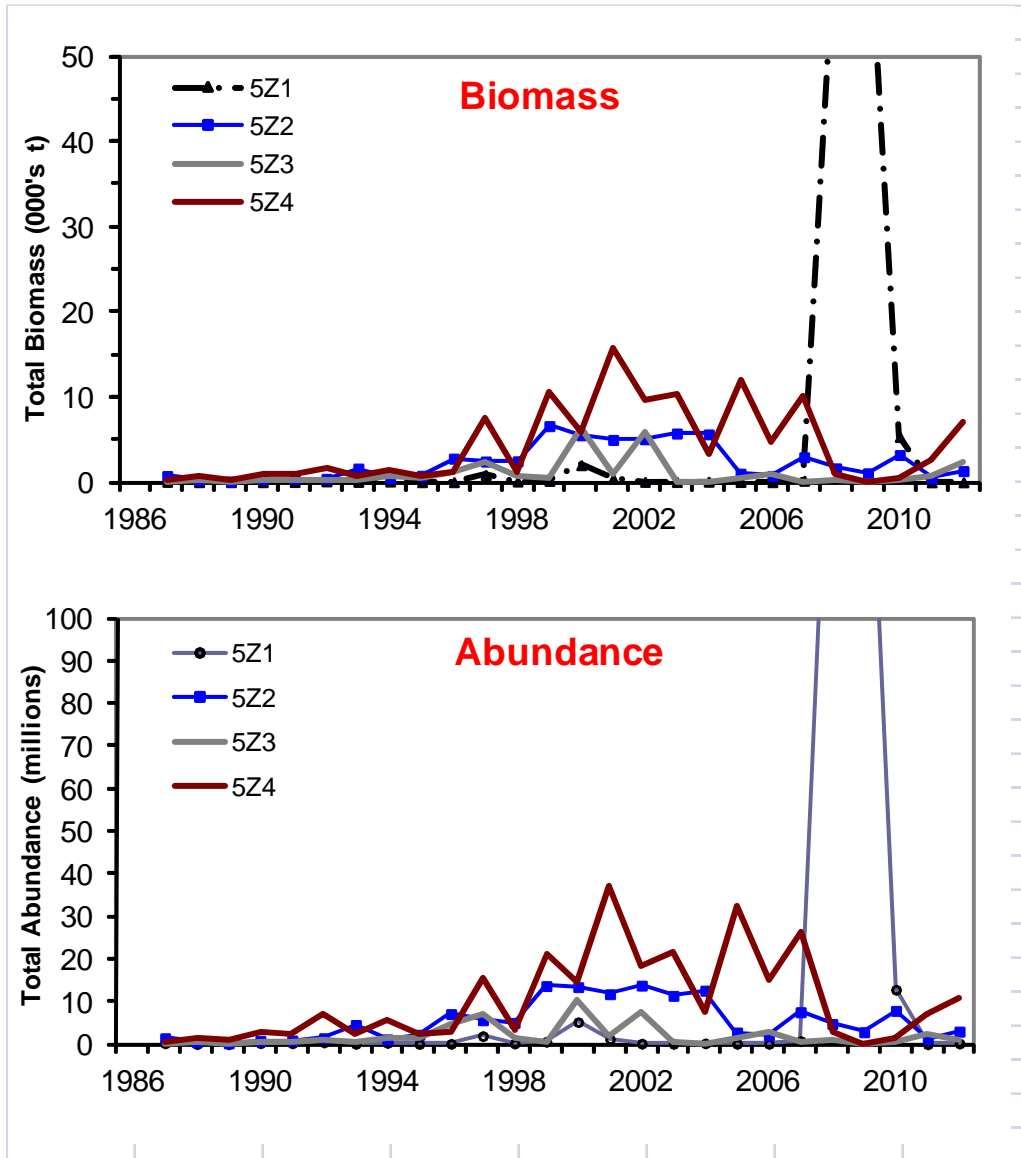 Biomass
Total Biomass (000's t)
50
40
30
20
10
0
5Z1
5Z2
5Z3
5Z4
1986 1990 1994 1998 2002 2006 2010
Abundance
Total Abundance (millions)
100
90
80
70
60
50
40
30
20
10
0
5Z1
5Z2
5Z3
5Z4
1986 1990 1994 1998 2002 2006 2010